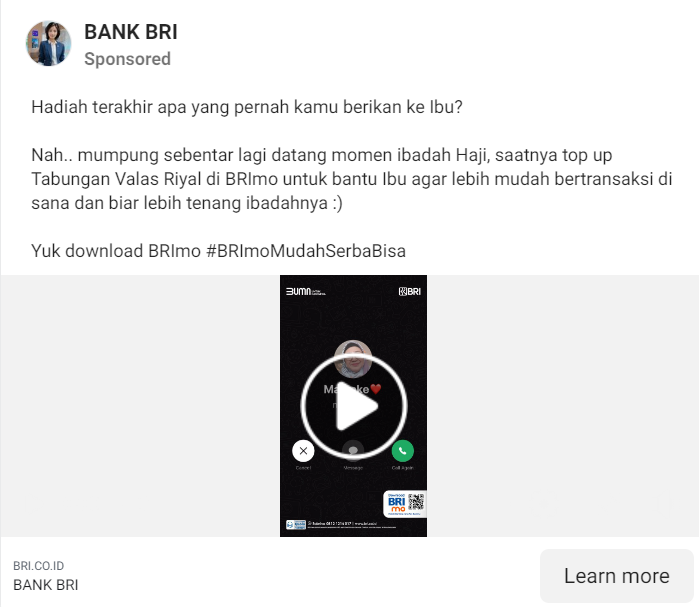 BANK BRI
Sponsored
Hadiah terakhir apa yang pernah kamu berikan ke Ibu?
Nah.. mumpung sebentar lagi datang momen ibadah Haji, saatnya top up
Tabungan Valas Riyal di BRImo untuk bantu Ibu agar lebih mudah bertransaksi di
sana dan biar lebih tenang ibadahnya :)
Yuk download BRImo #BRImoMudahSerbaBisa
BUMN
BRI
Cancel
Message
Call Again
BRI
mo
BRI.CO.ID
BANK BRI
Learn more